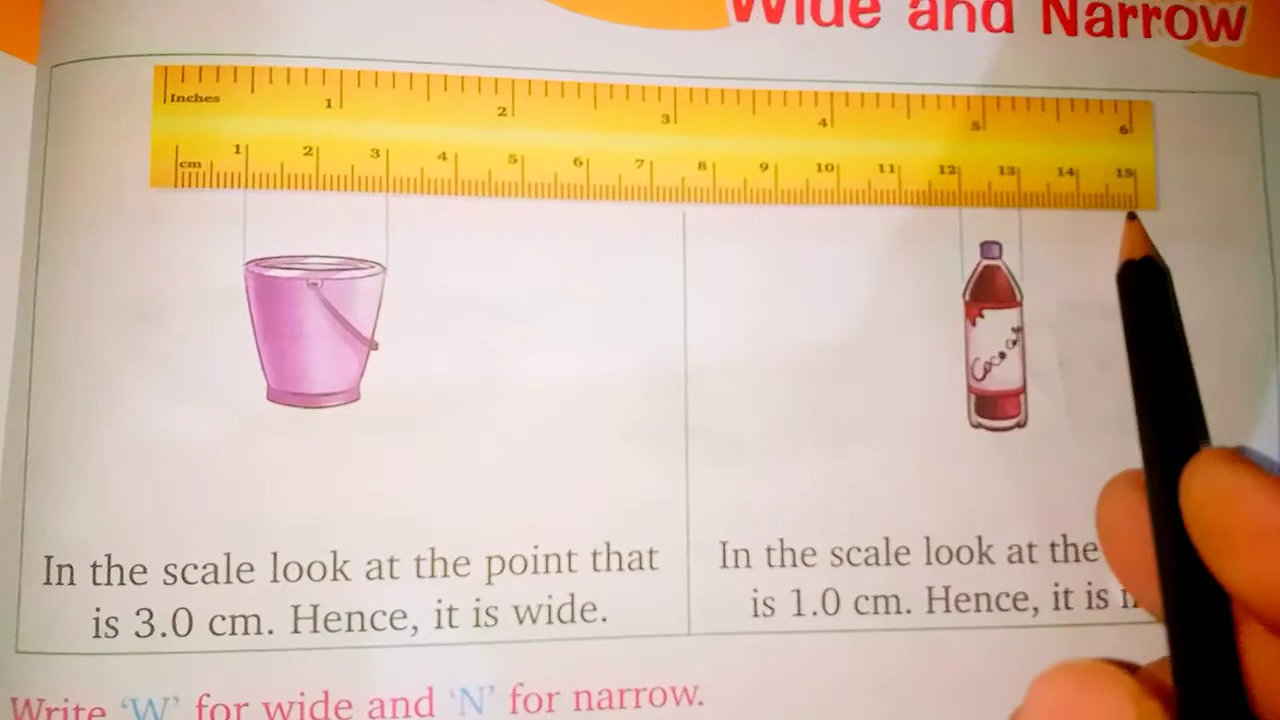 Wide and Narrow
Inches 1 2 3 4 5 6
cm 1 2 3 4 5 6 7 8 9 10 11 12 13 14 15
In the scale look at the point that
is 3.0 cm. Hence, it is wide.
In the scale look at the
is 1.0 cm. Hence, it is
Write 'W' for wide and 'N' for narrow.